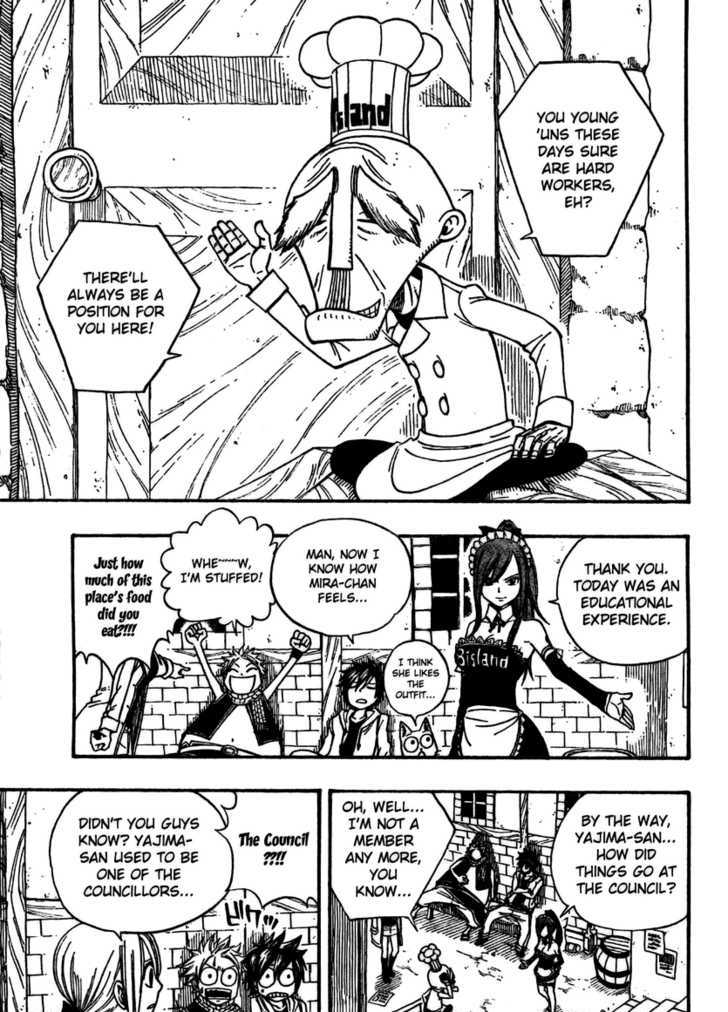 YOU YOUNG
'UNS THESE
DAYS SURE
ARE HARD
WORKERS,
EH?
8island
THERE'LL
ALWAYS BE A
POSITION FOR
YOU HERE!
THANK YOU.
TODAY WAS AN
EDUCATIONAL
EXPERIENCE.
8island
MAN, NOW I
KNOW HOW
MIRA-CHAN
FEELS...
I THINK
SHE LIKES
THE
OUTFIT...
WHE~~~W,
I'M STUFFED!
Just how
much of this
place's food
did you
eat?!!!
BY THE WAY,
YAJIMA-SAN...
HOW DID
THINGS GO AT
THE COUNCIL?
OH, WELL...
I'M NOT A
MEMBER
ANY MORE,
YOU
KNOW...
The Council
??!!
DIDN'T YOU GUYS
KNOW? YAJIMA-
SAN USED TO BE
ONE OF THE
COUNCILLORS...